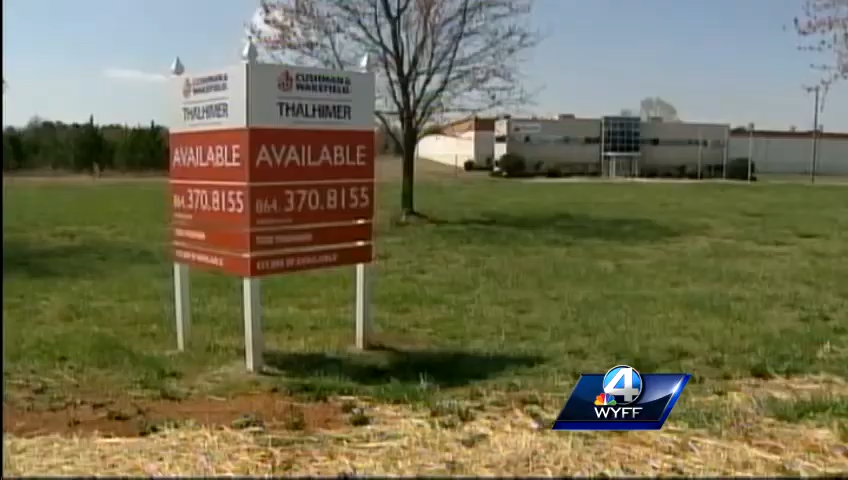 CUSHMAN &
WAKEFIELD
THALHIMER
AVAILABLE
864.370.8155
CUSHMAN &
WAKEFIELD
THALHIMER
AVAILABLE
864.370.8155
4
WYFF